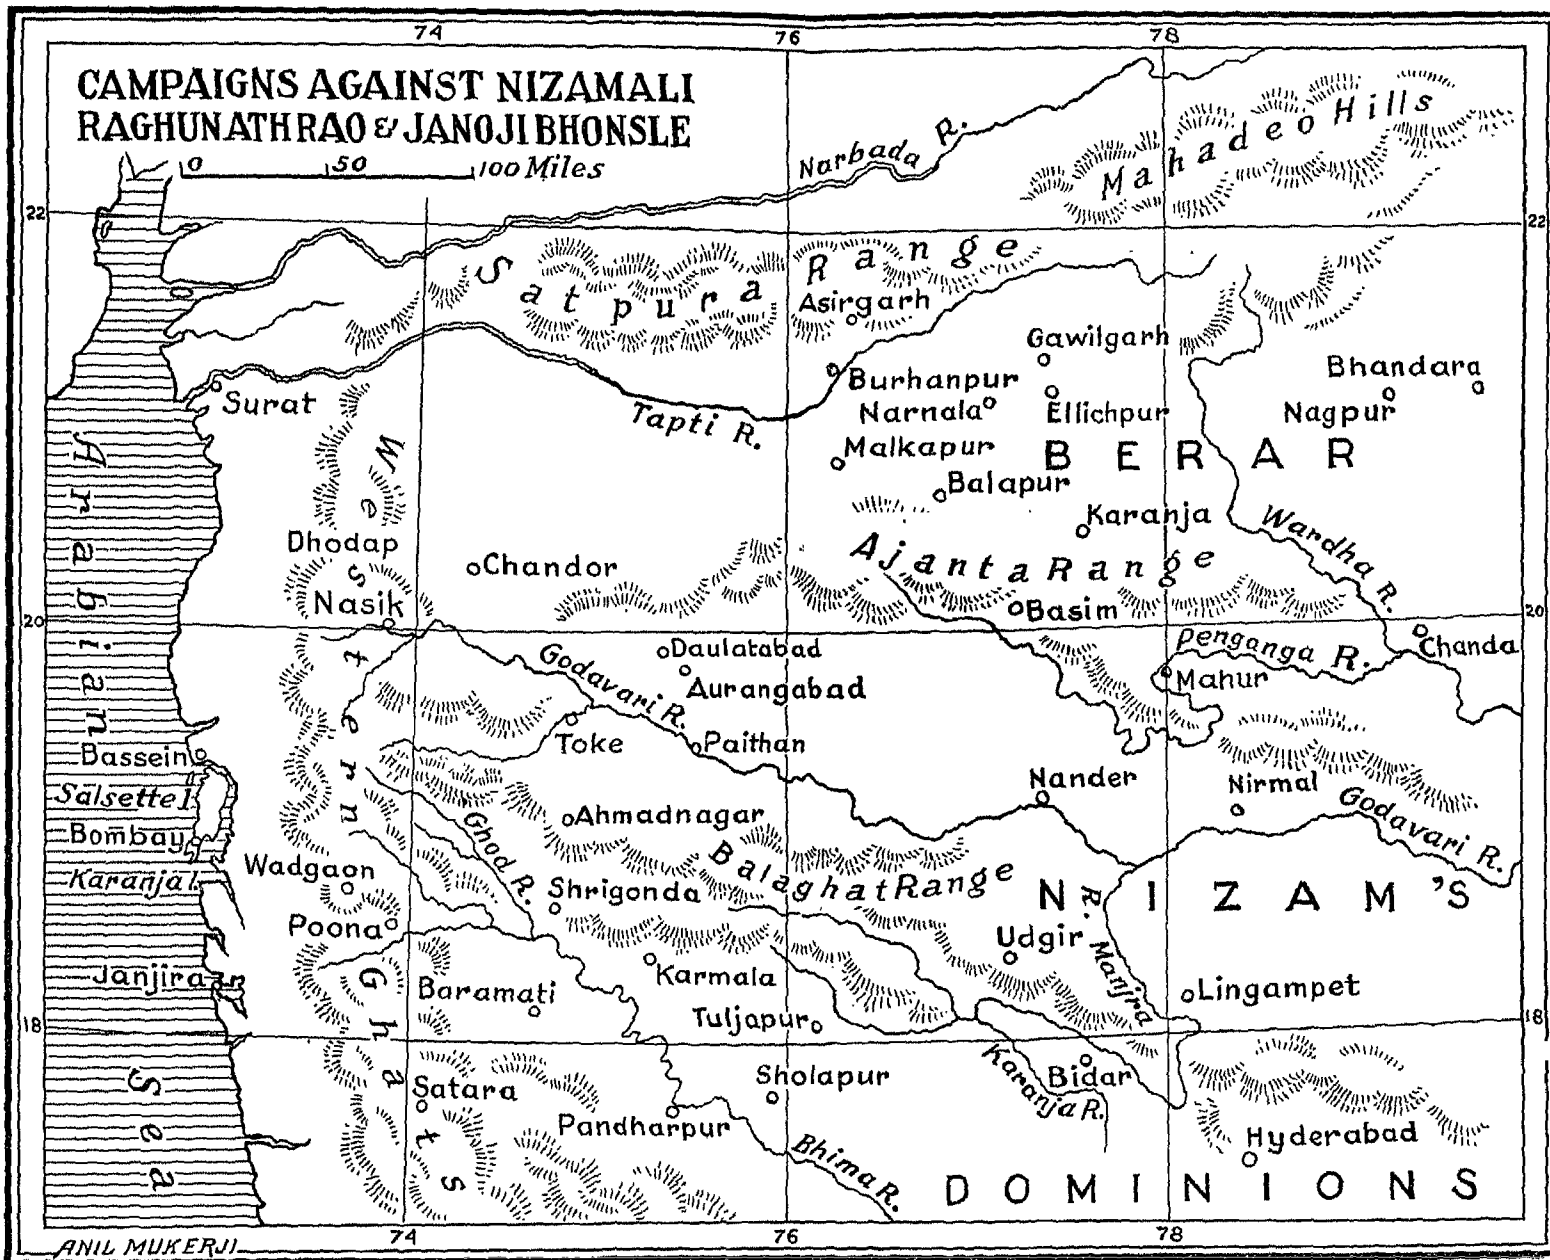 74 76 78
CAMPAIGNS AGAINST NIZAMALI
RAGHUNATHRAO & JANOJI BHONSLE
0 50 100 Miles
Narbada R.
Mahadeo Hills
22 22
Satpura Range
Asirgarh
Gawilgarh
Bhandara
Burhanpur
Surat
Narnala
Ellichpur
Nagpur
Tapti R.
Malkapur
BERAR
Balapur
Karanja
Wardha R.
Dhodap
Chandor
Ajanta Range
Nasik
Basim
20 20
Daulatabad
Penganga R.
Chanda
Godavari R.
Aurangabad
Mahur
Toke
Paithan
Bassein
Nander
Nirmal
Salsette I.
Godavari R.
Ahmadnagar
Bombay
Ghod R.
Balaghat Range
Wadgaon
Karanja I.
Shrigonda
NIZAM'S
Poona
Udgir
Manjra R.
Janjira
Karmala
Baramati
Lingampet
Tuljapur
18 18
Western Ghats
Arabian Sea
Satara
Sholapur
Bidar
Karanja R.
Pandharpur
Hyderabad
Bhima R.
DOMINIONS
74 76 78
ANIL MUKERJI